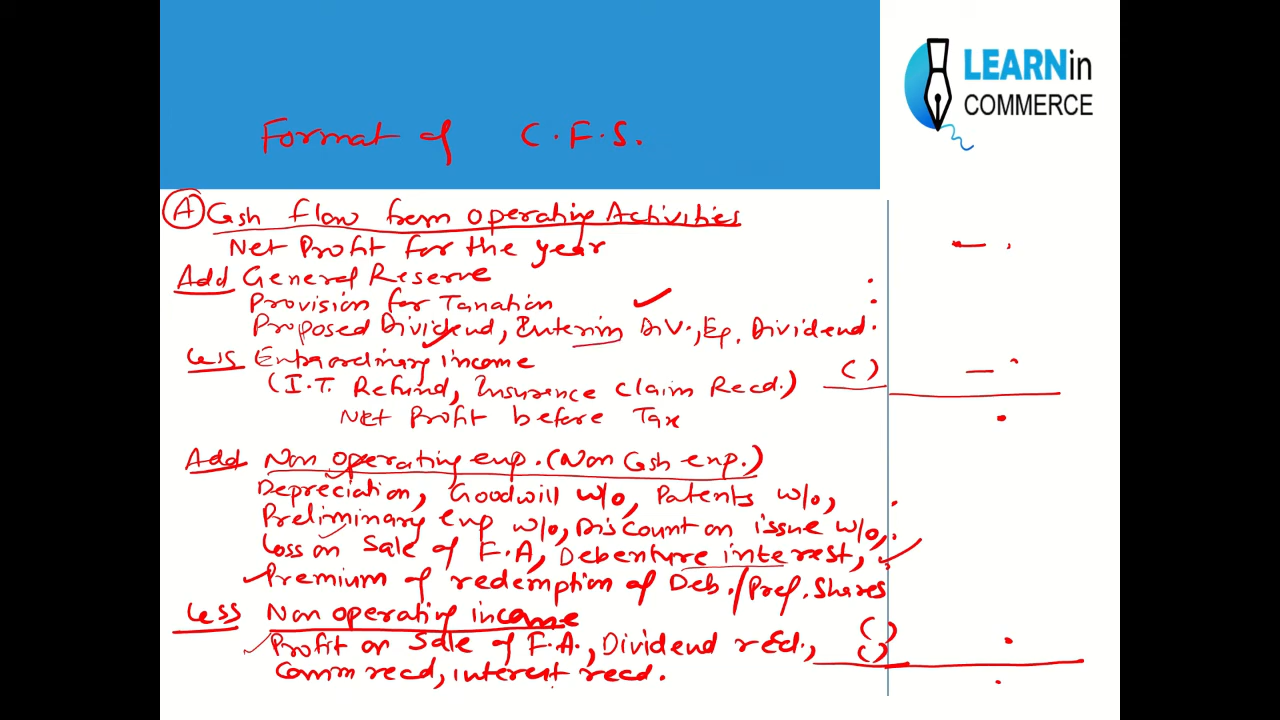 LEARNin
COMMERCE
Format of C.F.S.
A Cash flow from operating Activities
Net Profit for the year
Add General Reserve
Provision for Taxation
Proposed Dividend, Interim Div., Eq. Dividend.
Less Extraordinary income ( )
(I.T. Refund, Insurance Claim Recd.)
Net Profit before Tax
Add Non operating exp. (Non Cash exp.)
Depreciation, Goodwill w/o, Patents w/o,
Preliminary exp w/o, Discount on issue w/o,
Loss on Sale of F.A, Debenture interest,
Premium of redemption of Deb./Pref. Shares
Less Non operating income ( )
Profit on Sale of F.A., Dividend recd., ( )
Comm recd, interest recd.